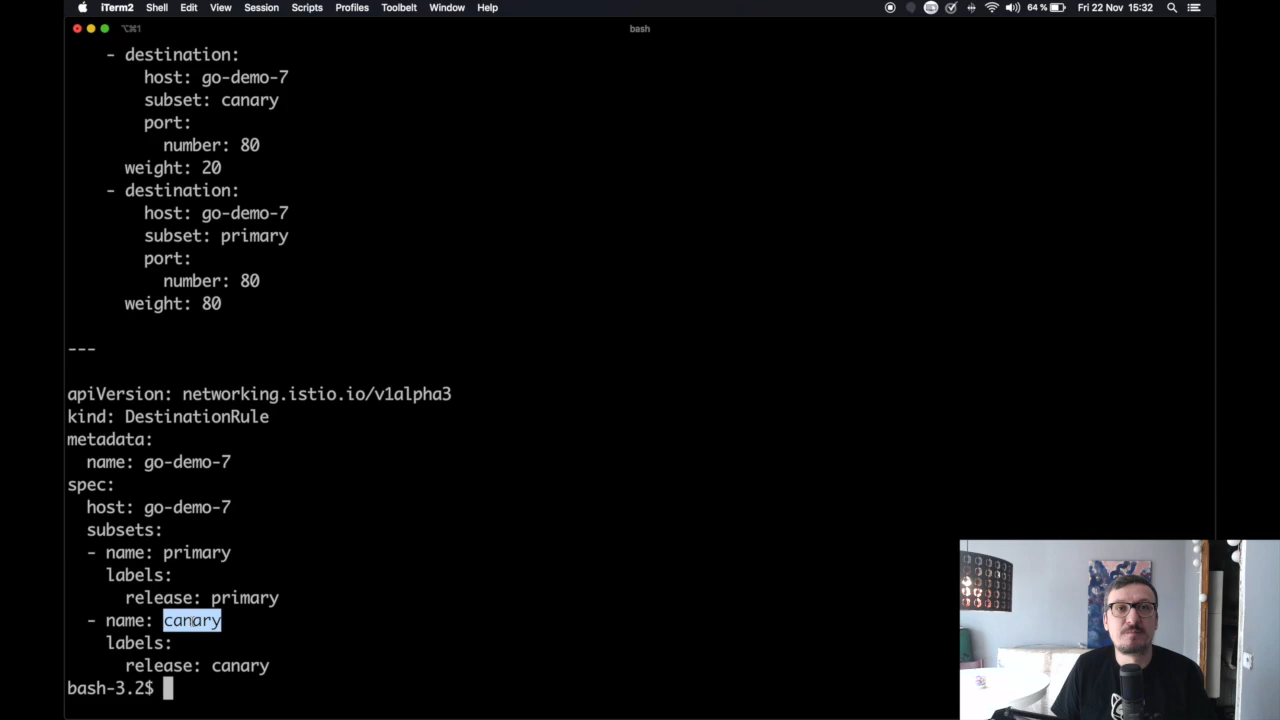 iTerm2 Shell Edit View Session Scripts Profiles Toolbelt Window Help 64 % Fri 22 Nov 15:32
⌥⌘1 bash
    - destination:
        host: go-demo-7
        subset: canary
        port:
          number: 80
      weight: 20
    - destination:
        host: go-demo-7
        subset: primary
        port:
          number: 80
      weight: 80
---
apiVersion: networking.istio.io/v1alpha3
kind: DestinationRule
metadata:
  name: go-demo-7
spec:
  host: go-demo-7
  subsets:
  - name: primary
    labels:
      release: primary
  - name: canary
    labels:
      release: canary
bash-3.2$